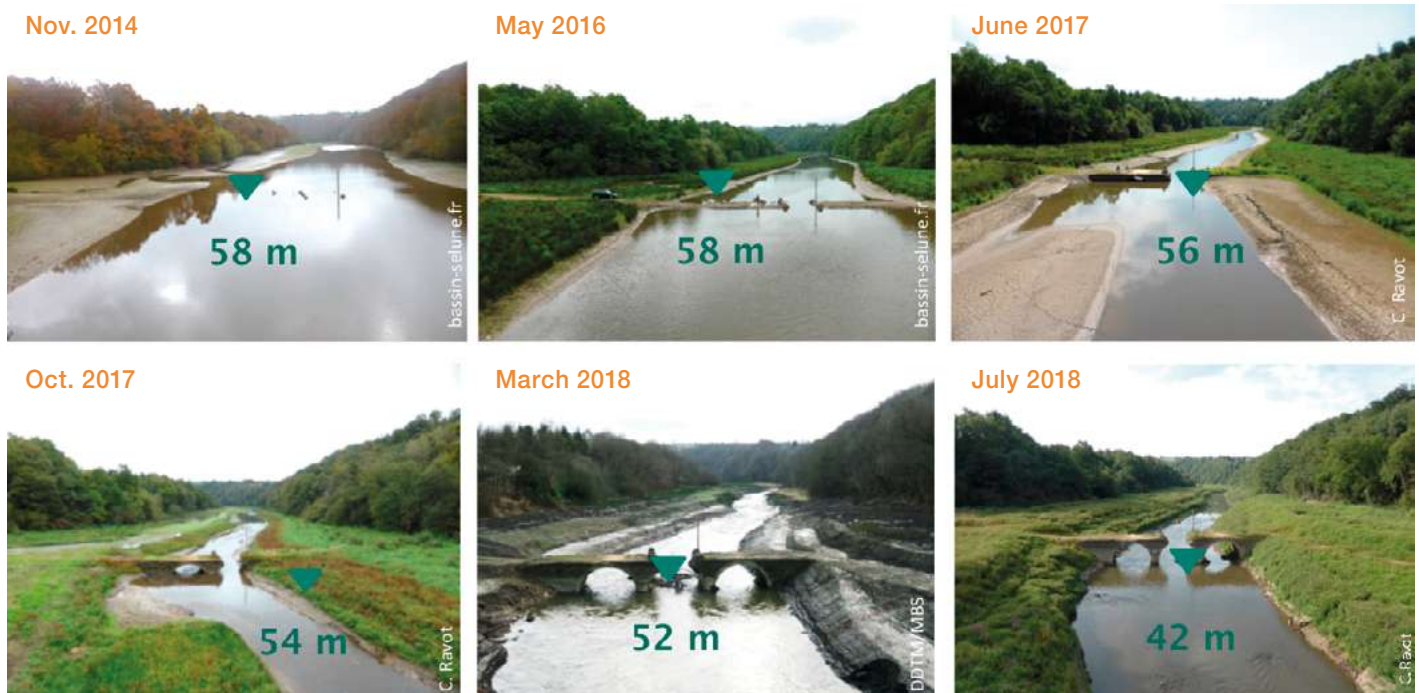 Nov. 2014
May 2016
June 2017
58 m
bassin-selune.fr
58 m
bassin-selune.fr
56 m
C. Ravot
Oct. 2017
March 2018
July 2018
54 m
C. Ravot
52 m
DDTM/MBS
42 m
C. Ravot